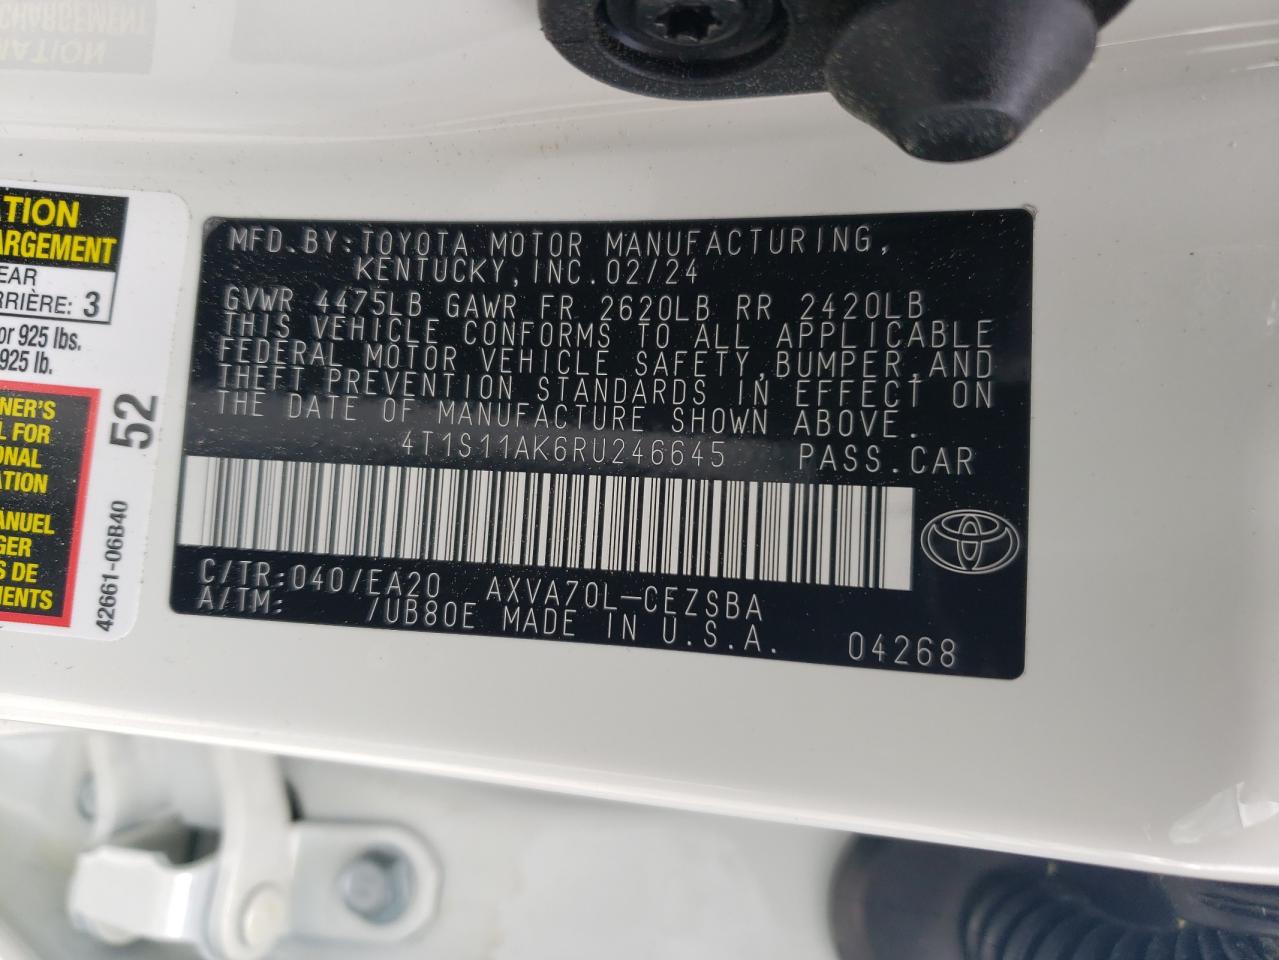 MFD.BY:TOYOTA MOTOR MANUFACTURING,
KENTUCKY,INC.02/24
GVWR 4475LB GAWR FR 2620LB RR 2420LB
THIS VEHICLE CONFORMS TO ALL APPLICABLE
FEDERAL MOTOR VEHICLE SAFETY,BUMPER,AND
THEFT PREVENTION STANDARDS IN EFFECT ON
THE DATE OF MANUFACTURE SHOWN ABOVE.
4T1S11AK6RU246645 PASS.CAR
C/TR:040/EA20 AXVA70L-CEZSBA
A/TM: /UB80E MADE IN U.S.A. 04268
ATION
ARGEMENT
EAR
RRIÈRE: 3
or 925 lbs.
925 lb.
NER'S
L FOR
ONAL
ATION
ANUEL
GER
S DE
MENTS
52
42661-06B40
CHARGEMENT
MATION